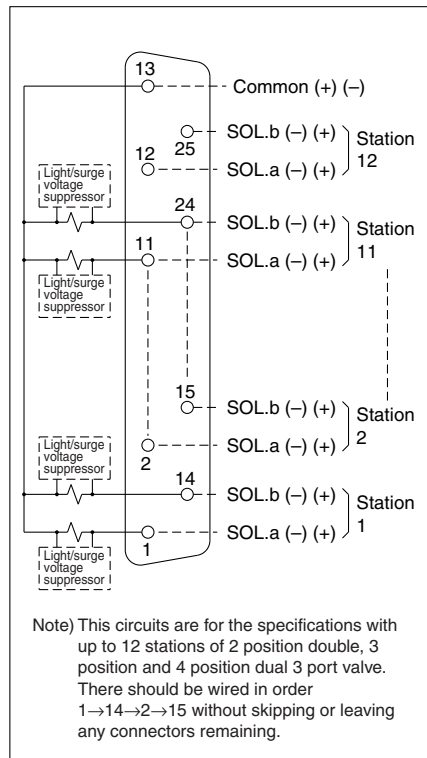 13
Common (+) (–)
SOL.b (–) (+)
25
Station
12
12
SOL.a (–) (+)
Light/surge
voltage
suppressor
24
SOL.b (–) (+)
Station
11
11
SOL.a (–) (+)
Light/surge
voltage
suppressor
15
SOL.b (–) (+)
Station
2
2
SOL.a (–) (+)
Light/surge
voltage
suppressor
14
SOL.b (–) (+)
Station
1
1
SOL.a (–) (+)
Light/surge
voltage
suppressor
Note) This circuits are for the specifications with
up to 12 stations of 2 position double, 3
position and 4 position dual 3 port valve.
There should be wired in order
1→14→2→15 without skipping or leaving
any connectors remaining.